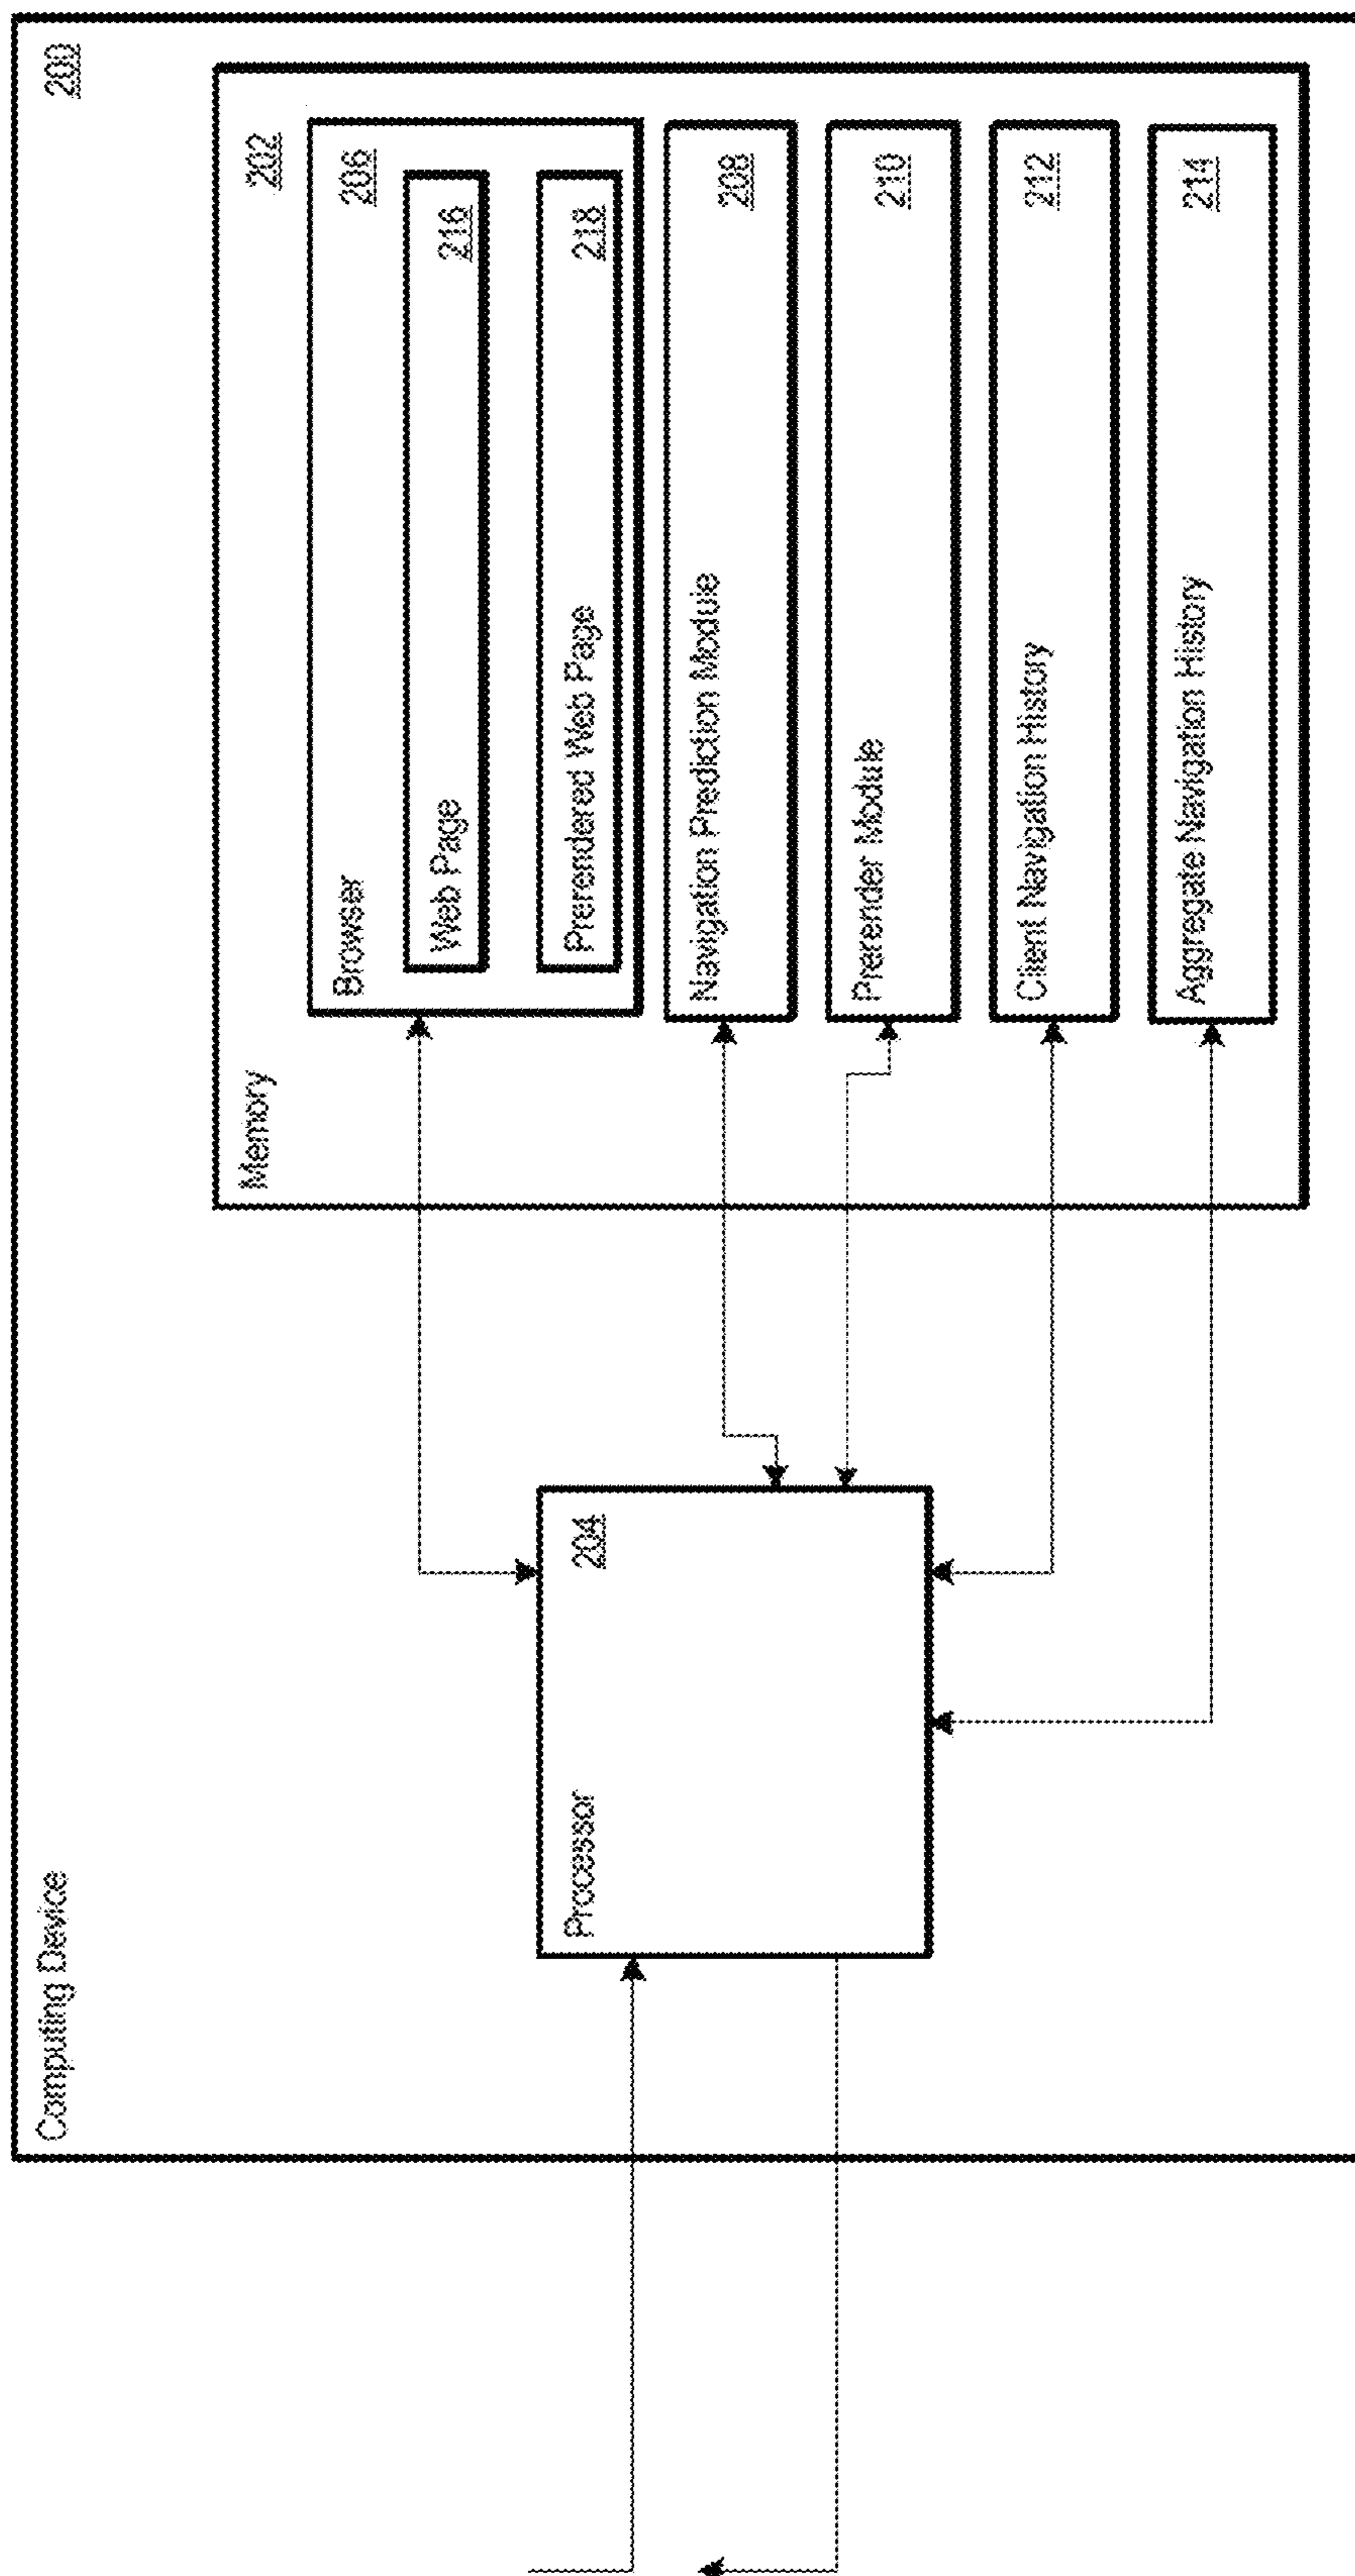 Computing Device
200
Memory
202
Browser
206
Web Page
216
Prerendered Web Page
218
Processor
204
Navigation Prediction Module
208
Prerender Module
210
Client Navigation History
212
Aggregate Navigation History
214